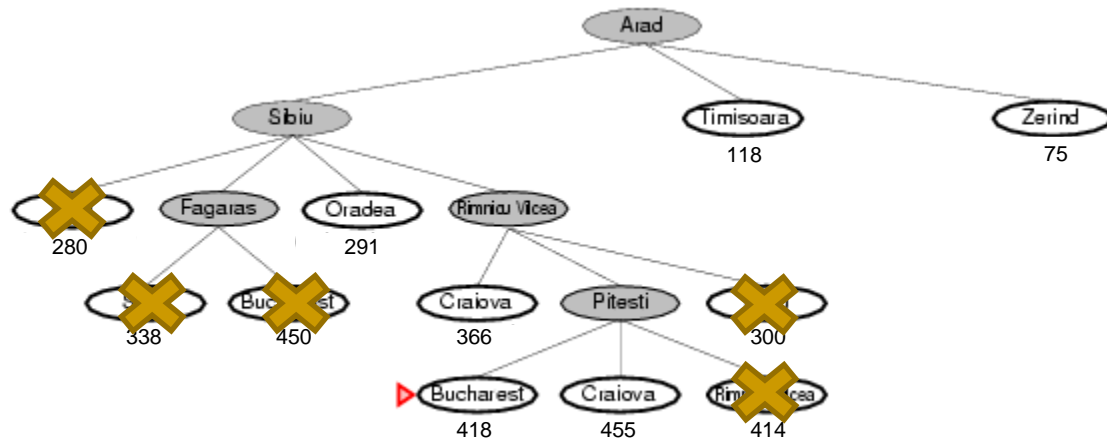 Arad
Sibiu
Timisoara
Zerind
118
75
Fagaras
Oradea
Rimnicu Vilcea
280
291
Craiova
Pitesti
338
450
366
300
Bucharest
Craiova
418
455
414